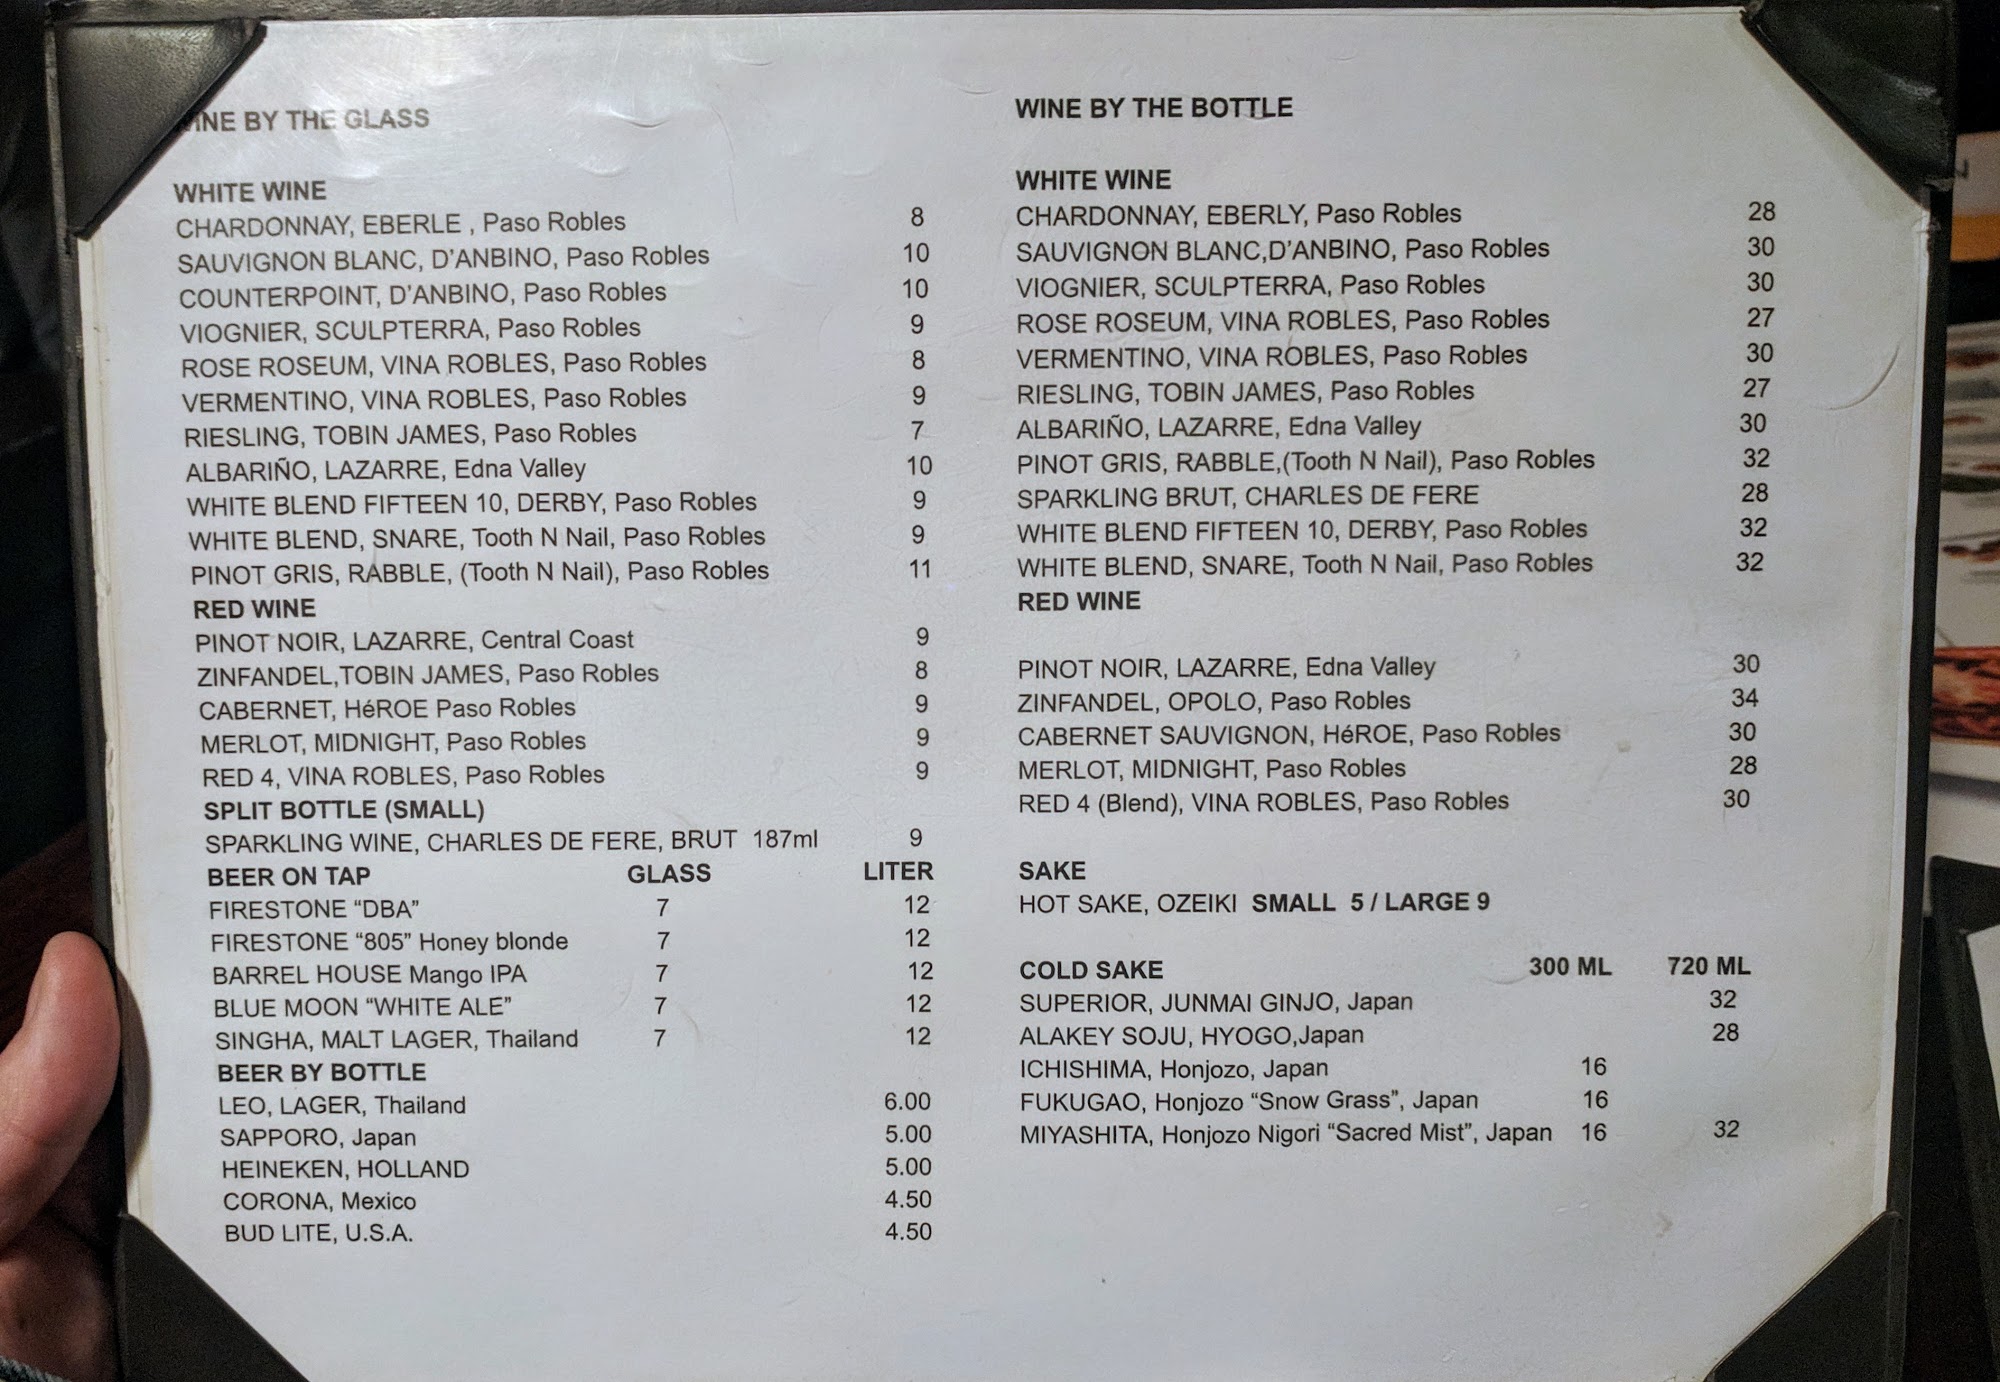 WINE BY THE GLASS
WHITE WINE
CHARDONNAY, EBERLE , Paso Robles 8
SAUVIGNON BLANC, D'ANBINO, Paso Robles 10
COUNTERPOINT, D'ANBINO, Paso Robles 10
VIOGNIER, SCULPTERRA, Paso Robles 9
ROSE ROSEUM, VINA ROBLES, Paso Robles 8
VERMENTINO, VINA ROBLES, Paso Robles 9
RIESLING, TOBIN JAMES, Paso Robles 7
ALBARIÑO, LAZARRE, Edna Valley 10
WHITE BLEND FIFTEEN 10, DERBY, Paso Robles 9
WHITE BLEND, SNARE, Tooth N Nail, Paso Robles 9
PINOT GRIS, RABBLE, (Tooth N Nail), Paso Robles 11
RED WINE
PINOT NOIR, LAZARRE, Central Coast 9
ZINFANDEL,TOBIN JAMES, Paso Robles 8
CABERNET, HéROE Paso Robles 9
MERLOT, MIDNIGHT, Paso Robles 9
RED 4, VINA ROBLES, Paso Robles 9
SPLIT BOTTLE (SMALL)
SPARKLING WINE, CHARLES DE FERE, BRUT 187ml 9
BEER ON TAP GLASS LITER
FIRESTONE "DBA" 7 12
FIRESTONE "805" Honey blonde 7 12
BARREL HOUSE Mango IPA 7 12
BLUE MOON "WHITE ALE" 7 12
SINGHA, MALT LAGER, Thailand 7 12
BEER BY BOTTLE
LEO, LAGER, Thailand 6.00
SAPPORO, Japan 5.00
HEINEKEN, HOLLAND 5.00
CORONA, Mexico 4.50
BUD LITE, U.S.A. 4.50
WINE BY THE BOTTLE
WHITE WINE
CHARDONNAY, EBERLY, Paso Robles 28
SAUVIGNON BLANC,D'ANBINO, Paso Robles 30
VIOGNIER, SCULPTERRA, Paso Robles 30
ROSE ROSEUM, VINA ROBLES, Paso Robles 27
VERMENTINO, VINA ROBLES, Paso Robles 30
RIESLING, TOBIN JAMES, Paso Robles 27
ALBARIÑO, LAZARRE, Edna Valley 30
PINOT GRIS, RABBLE,(Tooth N Nail), Paso Robles 32
SPARKLING BRUT, CHARLES DE FERE 28
WHITE BLEND FIFTEEN 10, DERBY, Paso Robles 32
WHITE BLEND, SNARE, Tooth N Nail, Paso Robles 32
RED WINE
PINOT NOIR, LAZARRE, Edna Valley 30
ZINFANDEL, OPOLO, Paso Robles 34
CABERNET SAUVIGNON, HéROE, Paso Robles 30
MERLOT, MIDNIGHT, Paso Robles 28
RED 4 (Blend), VINA ROBLES, Paso Robles 30
SAKE
HOT SAKE, OZEIKI SMALL 5 / LARGE 9
COLD SAKE 300 ML 720 ML
SUPERIOR, JUNMAI GINJO, Japan 32
ALAKEY SOJU, HYOGO,Japan 28
ICHISHIMA, Honjozo, Japan 16
FUKUGAO, Honjozo "Snow Grass", Japan 16
MIYASHITA, Honjozo Nigori "Sacred Mist", Japan 16 32